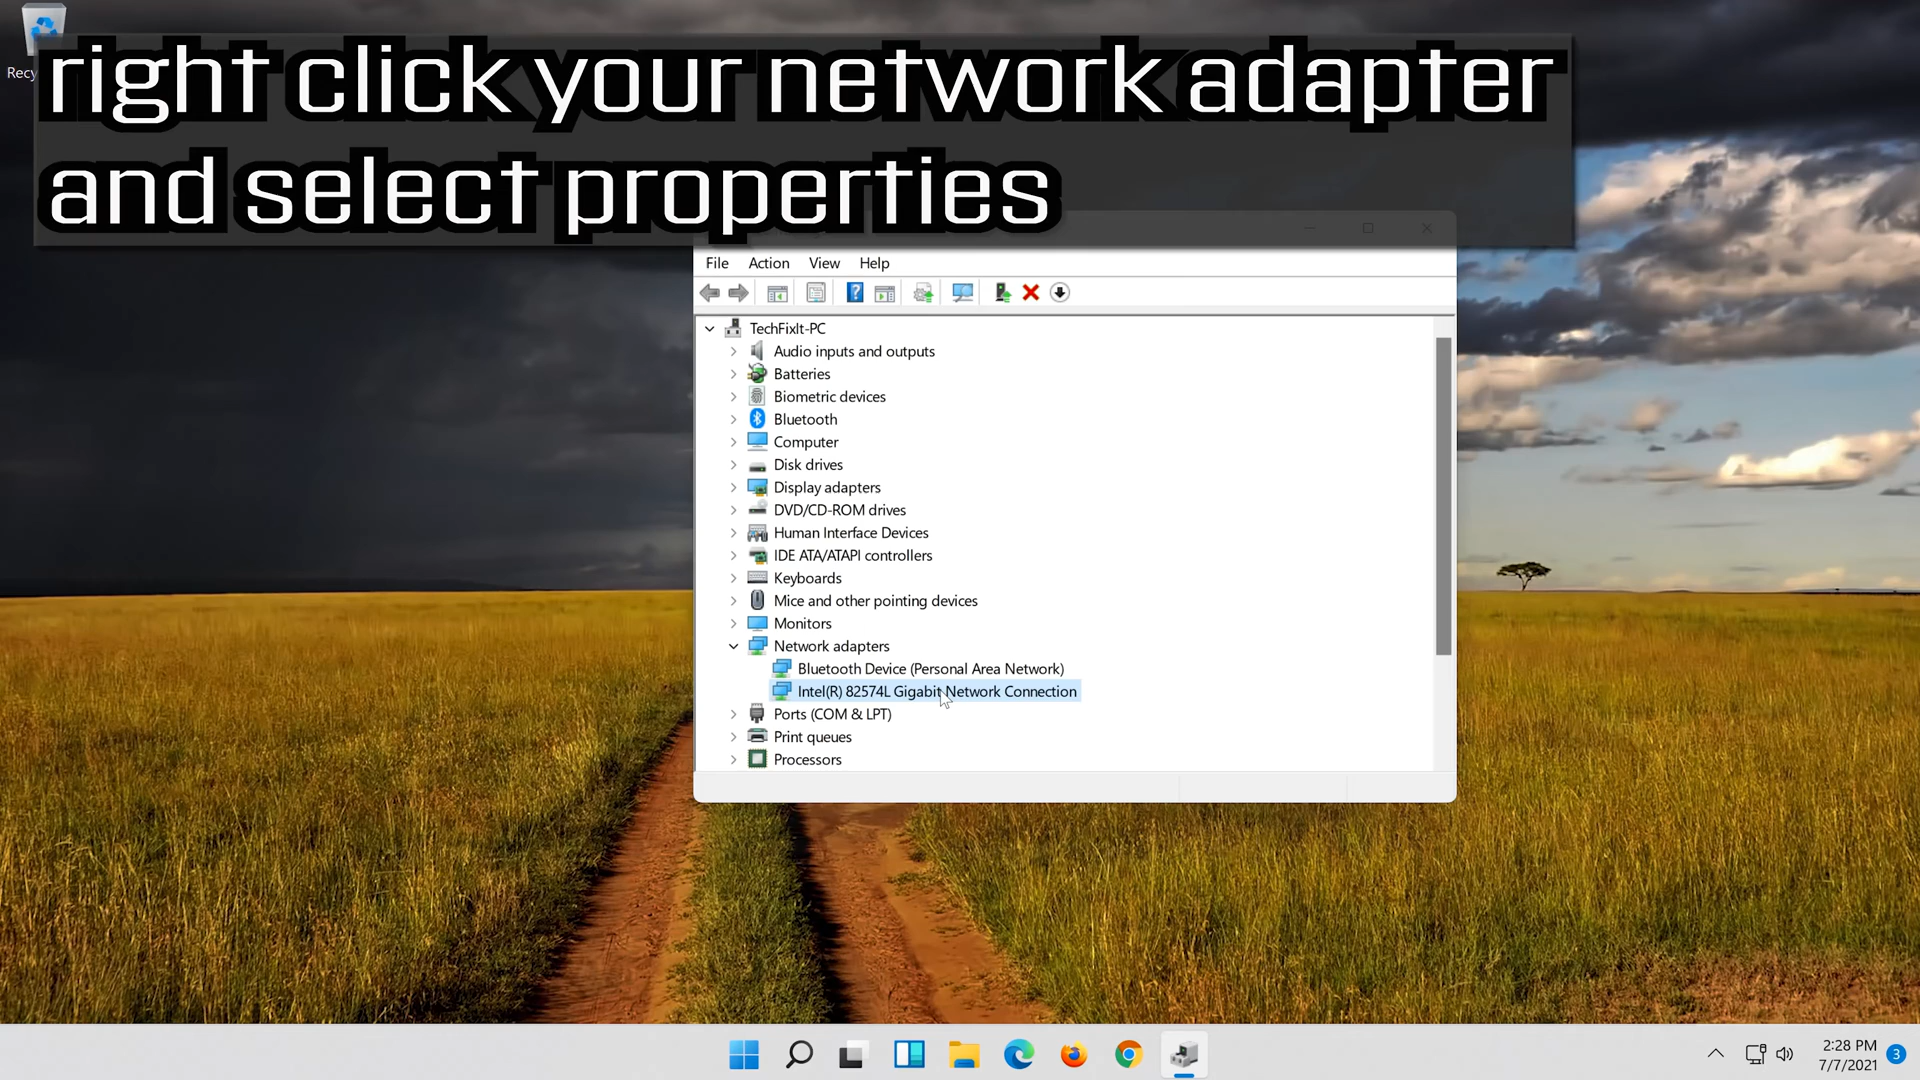 right click your network adapter
and select properties
File Action View Help
TechFixIt-PC
Audio inputs and outputs
Batteries
Biometric devices
Bluetooth
Computer
Disk drives
Display adapters
DVD/CD-ROM drives
Human Interface Devices
IDE ATA/ATAPI controllers
Keyboards
Mice and other pointing devices
Monitors
Network adapters
Bluetooth Device (Personal Area Network)
Intel(R) 82574L Gigabit Network Connection
Ports (COM & LPT)
Print queues
Processors
2:28 PM
7/7/2021
3